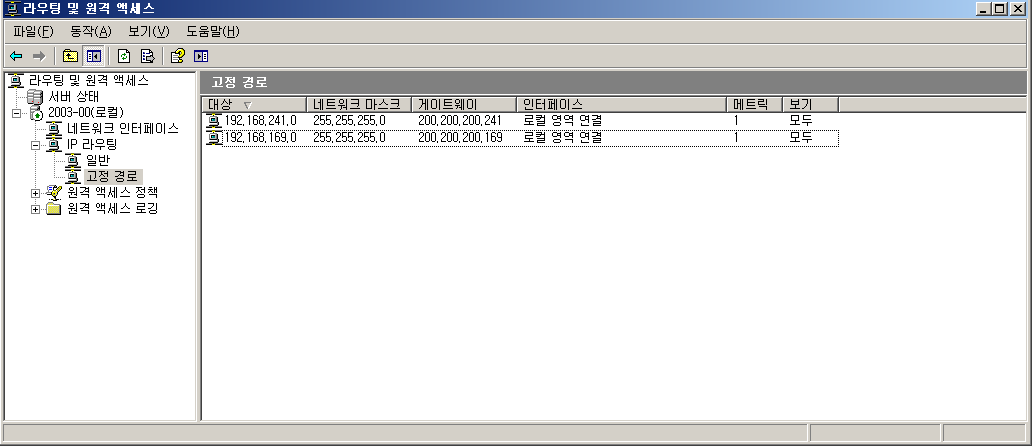 라우팅 및 원격 액세스
파일(F) 동작(A) 보기(V) 도움말(H)
라우팅 및 원격 액세스
서버 상태
2003-00(로컬)
네트워크 인터페이스
IP 라우팅
일반
고정 경로
원격 액세스 정책
원격 액세스 로깅
고정 경로
대상 네트워크 마스크 게이트웨이 인터페이스 메트릭 보기
192.168.241.0 255.255.255.0 200.200.200.241 로컬 영역 연결 1 모두
192.168.169.0 255.255.255.0 200.200.200.169 로컬 영역 연결 1 모두